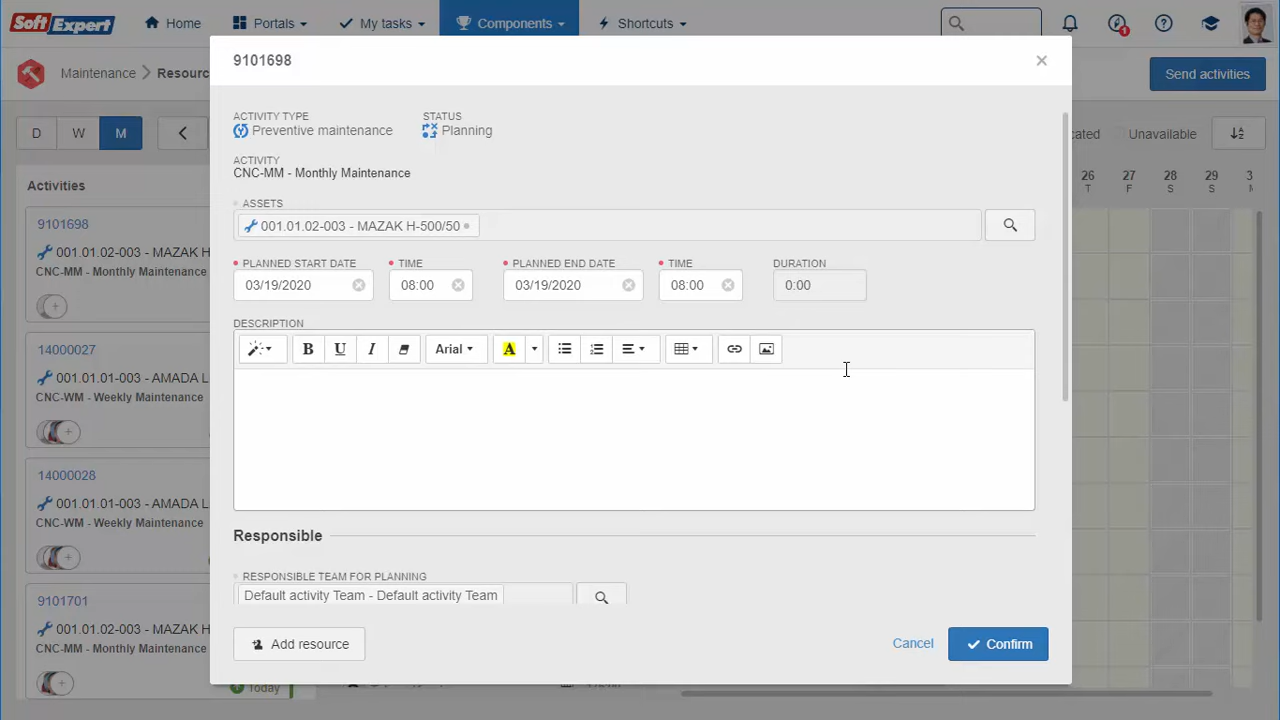 SoftExpert
Home
Portals
My tasks
Components
Shortcuts
1
Maintenance
Resourc
Send activities
9101698
D
W
M
cated
Unavailable
Activities
ACTIVITY TYPE
Preventive maintenance
STATUS
Planning
ACTIVITY
CNC-MM - Monthly Maintenance
ASSETS
001.01.02-003 - MAZAK H-500/50
PLANNED START DATE
03/19/2020
TIME
08:00
PLANNED END DATE
03/19/2020
TIME
08:00
DURATION
0:00
DESCRIPTION
B U I
Arial
A
Responsible
RESPONSIBLE TEAM FOR PLANNING
Default activity Team - Default activity Team
Add resource
Cancel
Confirm
9101698
001.01.02-003 - MAZAK H
CNC-MM - Monthly Maintenance
14000027
001.01.01-003 - AMADA L
CNC-WM - Weekly Maintenance
14000028
001.01.01-003 - AMADA L
CNC-WM - Weekly Maintenance
9101701
001.01.02-003 - MAZAK H
CNC-MM - Monthly Maintenance
Today
26 27 28 29 3
T F S S